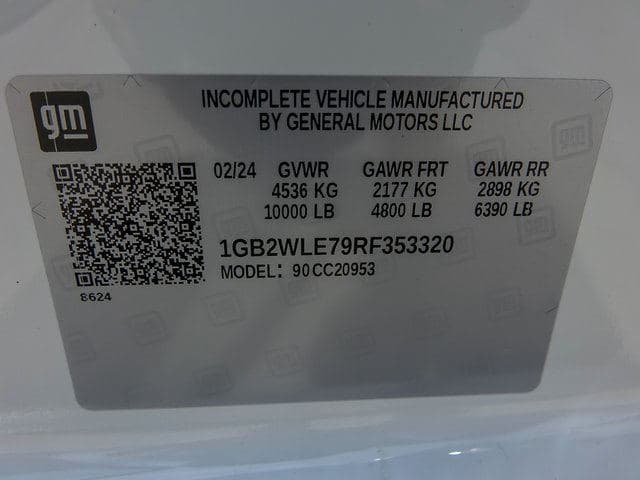 gm
INCOMPLETE VEHICLE MANUFACTURED
BY GENERAL MOTORS LLC
02/24 GVWR GAWR FRT GAWR RR
4536 KG 2177 KG 2898 KG
10000 LB 4800 LB 6390 LB
1GB2WLE79RF353320
MODEL: 90 CC20953
8624